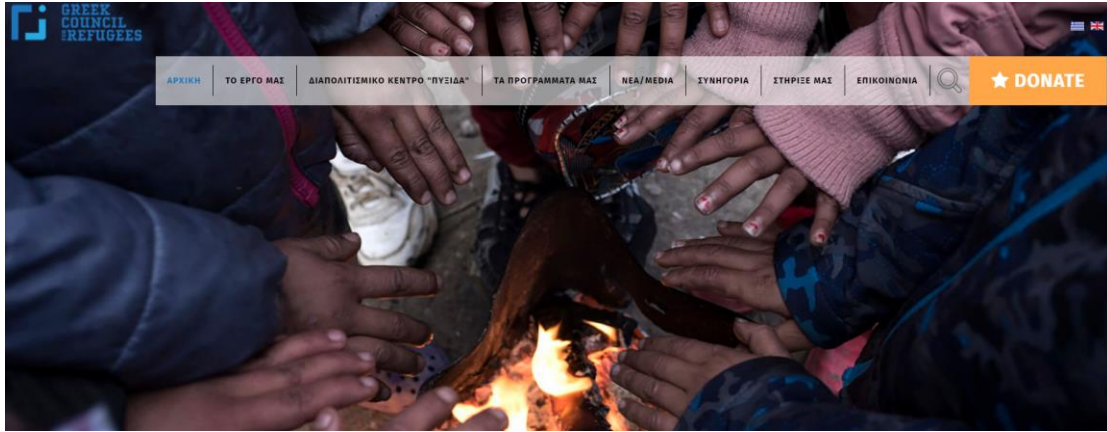 GREEK
COUNCIL
FOR REFUGEES
ΑΡΧΙΚΗ
ΤΟ ΕΡΓΟ ΜΑΣ
ΔΙΑΠΟΛΙΤΙΣΜΙΚΟ ΚΕΝΤΡΟ "ΠΥΞΙΔΑ"
ΤΑ ΠΡΟΓΡΑΜΜΑΤΑ ΜΑΣ
ΝΕΑ/MEDIA
ΣΥΝΗΓΟΡΙΑ
ΣΤΗΡΙΞΕ ΜΑΣ
ΕΠΙΚΟΙΝΩΝΙΑ
DONATE